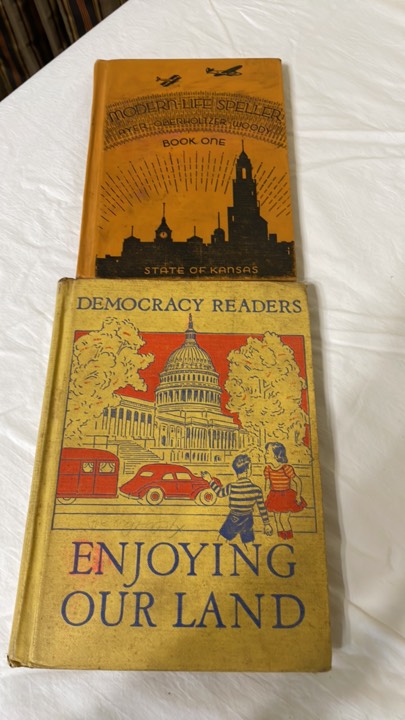 MODERN-LIFE SPELLER
AYER OBERHOLTZER WOODY
BOOK ONE
STATE OF KANSAS
DEMOCRACY READERS
ENJOYING
OUR LAND